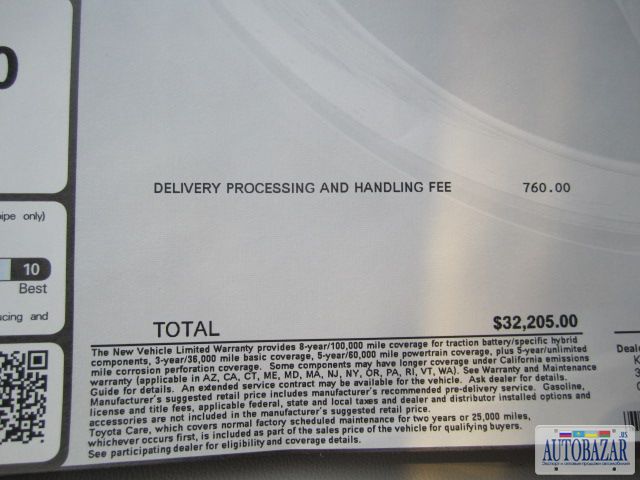 0
DELIVERY PROCESSING AND HANDLING FEE 760.00
ipe only)
10
Best
ucing and
TOTAL $32,205.00
The New Vehicle Limited Warranty provides 8-year/100,000 mile coverage for traction battery/specific hybrid
components, 3-year/36,000 mile basic coverage, 5-year/60,000 mile powertrain coverage, plus 5-year/unlimited
mile corrosion perforation coverage. Some components may have longer coverage under California emissions
warranty (applicable in AZ, CA, CT, ME, MD, MA, NJ, NY, OR, PA, RI, VT, WA). See Warranty and Maintenance
Guide for details. An extended service contract may be available for the vehicle. Ask dealer for details.
Manufacturer's suggested retail price includes manufacturer's recommended pre-delivery service. Gasoline,
license and title fees, applicable federal, state and local taxes and dealer and distributor installed options and
accessories are not included in the manufacturer's suggested retail price.
Toyota Care, which covers normal factory scheduled maintenance for two years or 25,000 miles,
whichever occurs first, is included as part of the sales price of the vehicle for qualifying buyers.
See participating dealer for eligibility and coverage details.
Deale
K
3
.us
AUTOBAZAR